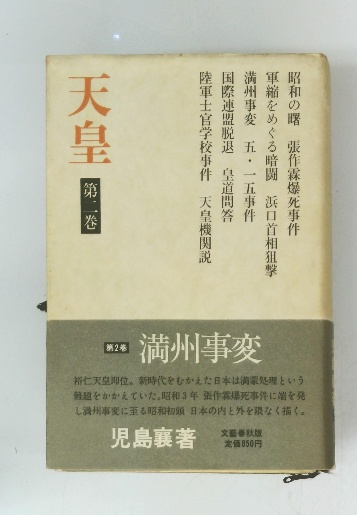 昭和の曙　張作霖爆死事件
軍縮をめぐる暗闘　浜口首相狙撃
満州事変　五・一五事件
国際連盟脱退　皇道問答
陸軍士官学校事件　天皇機関説
天皇
第二巻
第2巻 満州事変
裕仁天皇即位。新時代をむかえた日本は満蒙処理という
難題をかかえていた。昭和3年 張作霖爆死事件に端を発
し満州事変に至る昭和初頭 日本の内と外を限なく描く。
児島襄著
文藝春秋版
定価850円